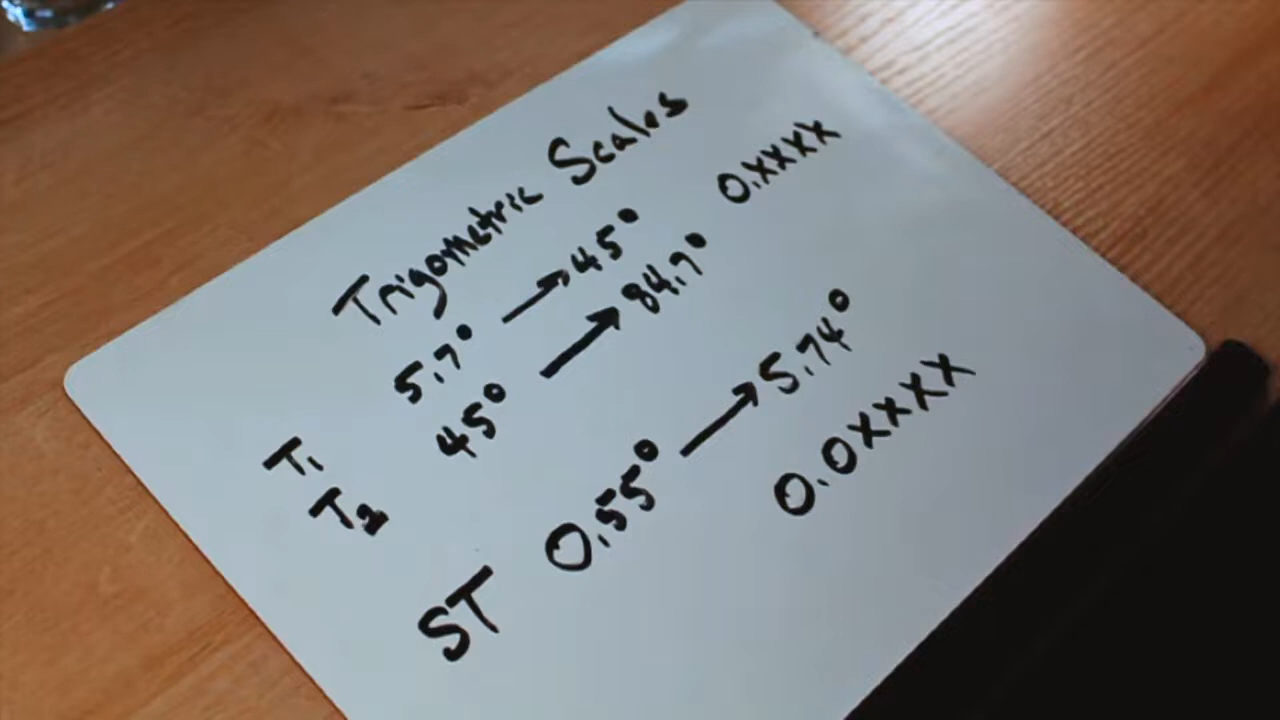 Trigometric Scales
T1 5.7° → 45° 0.xxxx
T2 45° → 84.7°
ST 0.55° → 5.74° 0.0xxxx